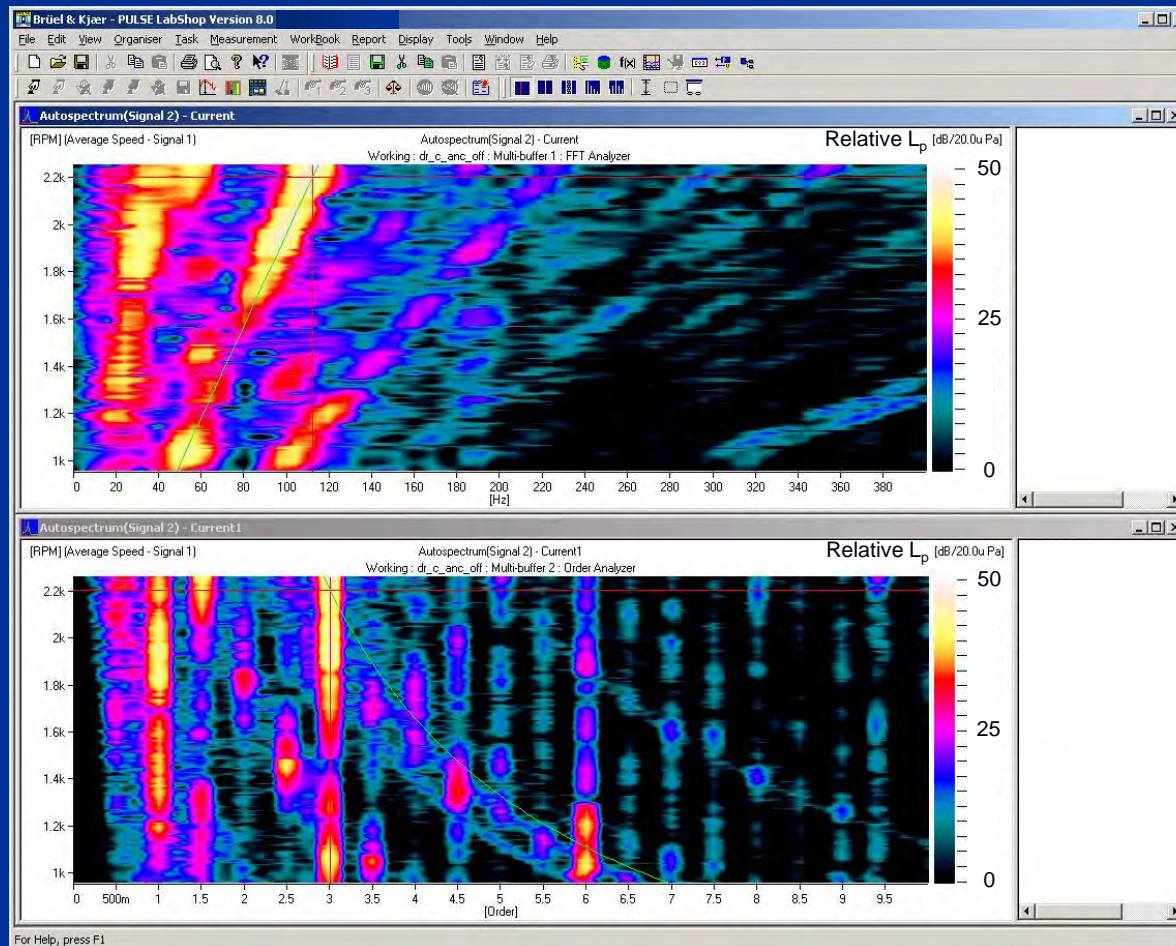 Brüel & Kjær - PULSE LabShop Version 8.0
File Edit View Organiser Task Measurement WorkBook Report Display Tools Window Help
f(x)
Autospectrum(Signal 2) - Current
[RPM] (Average Speed - Signal 1) Autospectrum(Signal 2) - Current Relative Lp [dB/20.0u Pa]
Working : dr_c_anc_off : Multi-buffer 1 : FFT Analyzer
2.2k
2k
1.8k
1.6k
1.4k
1.2k
1k
50
25
0
0 20 40 60 80 100 120 140 160 180 200 220 240 260 280 300 320 340 360 380
[Hz]
Autospectrum(Signal 2) - Current1
[RPM] (Average Speed - Signal 1) Autospectrum(Signal 2) - Current1 Relative Lp [dB/20.0u Pa]
Working : dr_c_anc_off : Multi-buffer 2 : Order Analyzer
2.2k
2k
1.8k
1.6k
1.4k
1.2k
1k
50
25
0
0 500m 1 1.5 2 2.5 3 3.5 4 4.5 5 5.5 6 6.5 7 7.5 8 8.5 9 9.5
[Order]
For Help, press F1